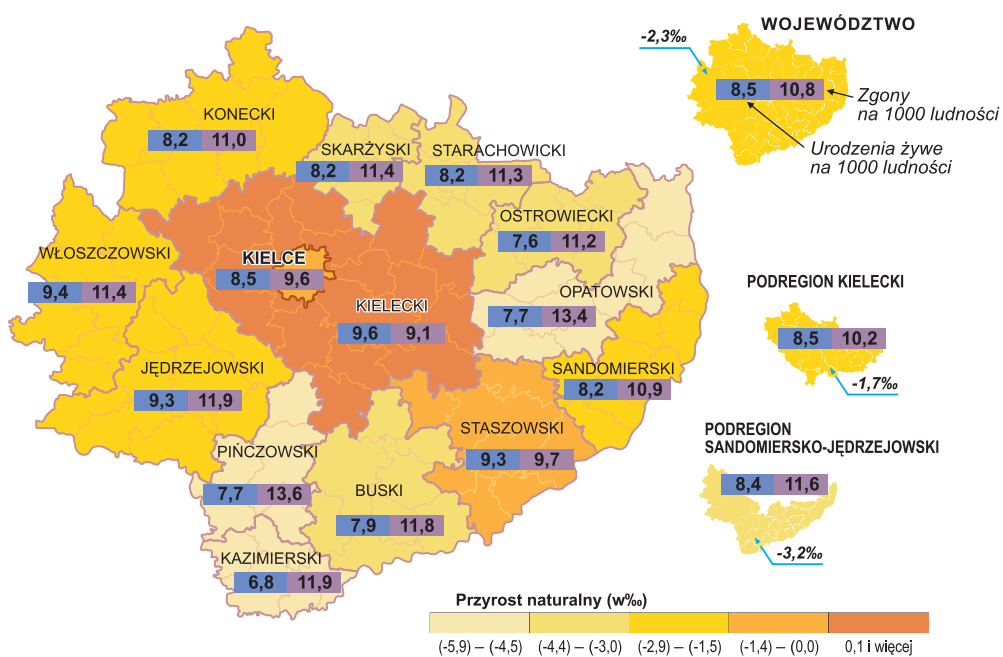 WOJEWÓDZTWO
-2,3‰
8,5 10,8
Zgony
na 1000 ludności
Urodzenia żywe
na 1000 ludności
KONECKI
8,2 11,0
SKARŻYSKI
8,2 11,4
STARACHOWICKI
8,2 11,3
OSTROWIECKI
7,6 11,2
WŁOSZCZOWSKI
9,4 11,4
KIELCE
8,5 9,6
KIELECKI
9,6 9,1
OPATOWSKI
7,7 13,4
PODREGION KIELECKI
8,5 10,2
-1,7‰
JĘDRZEJOWSKI
9,3 11,9
SANDOMIERSKI
8,2 10,9
STASZOWSKI
9,3 9,7
PODREGION
SANDOMIERSKO-JĘDRZEJOWSKI
8,4 11,6
-3,2‰
PIŃCZOWSKI
7,7 13,6
BUSKI
7,9 11,8
KAZIMIERSKI
6,8 11,9
Przyrost naturalny (w‰)
(-5,9) – (-4,5) (-4,4) – (-3,0) (-2,9) – (-1,5) (-1,4) – (0,0) 0,1 i więcej